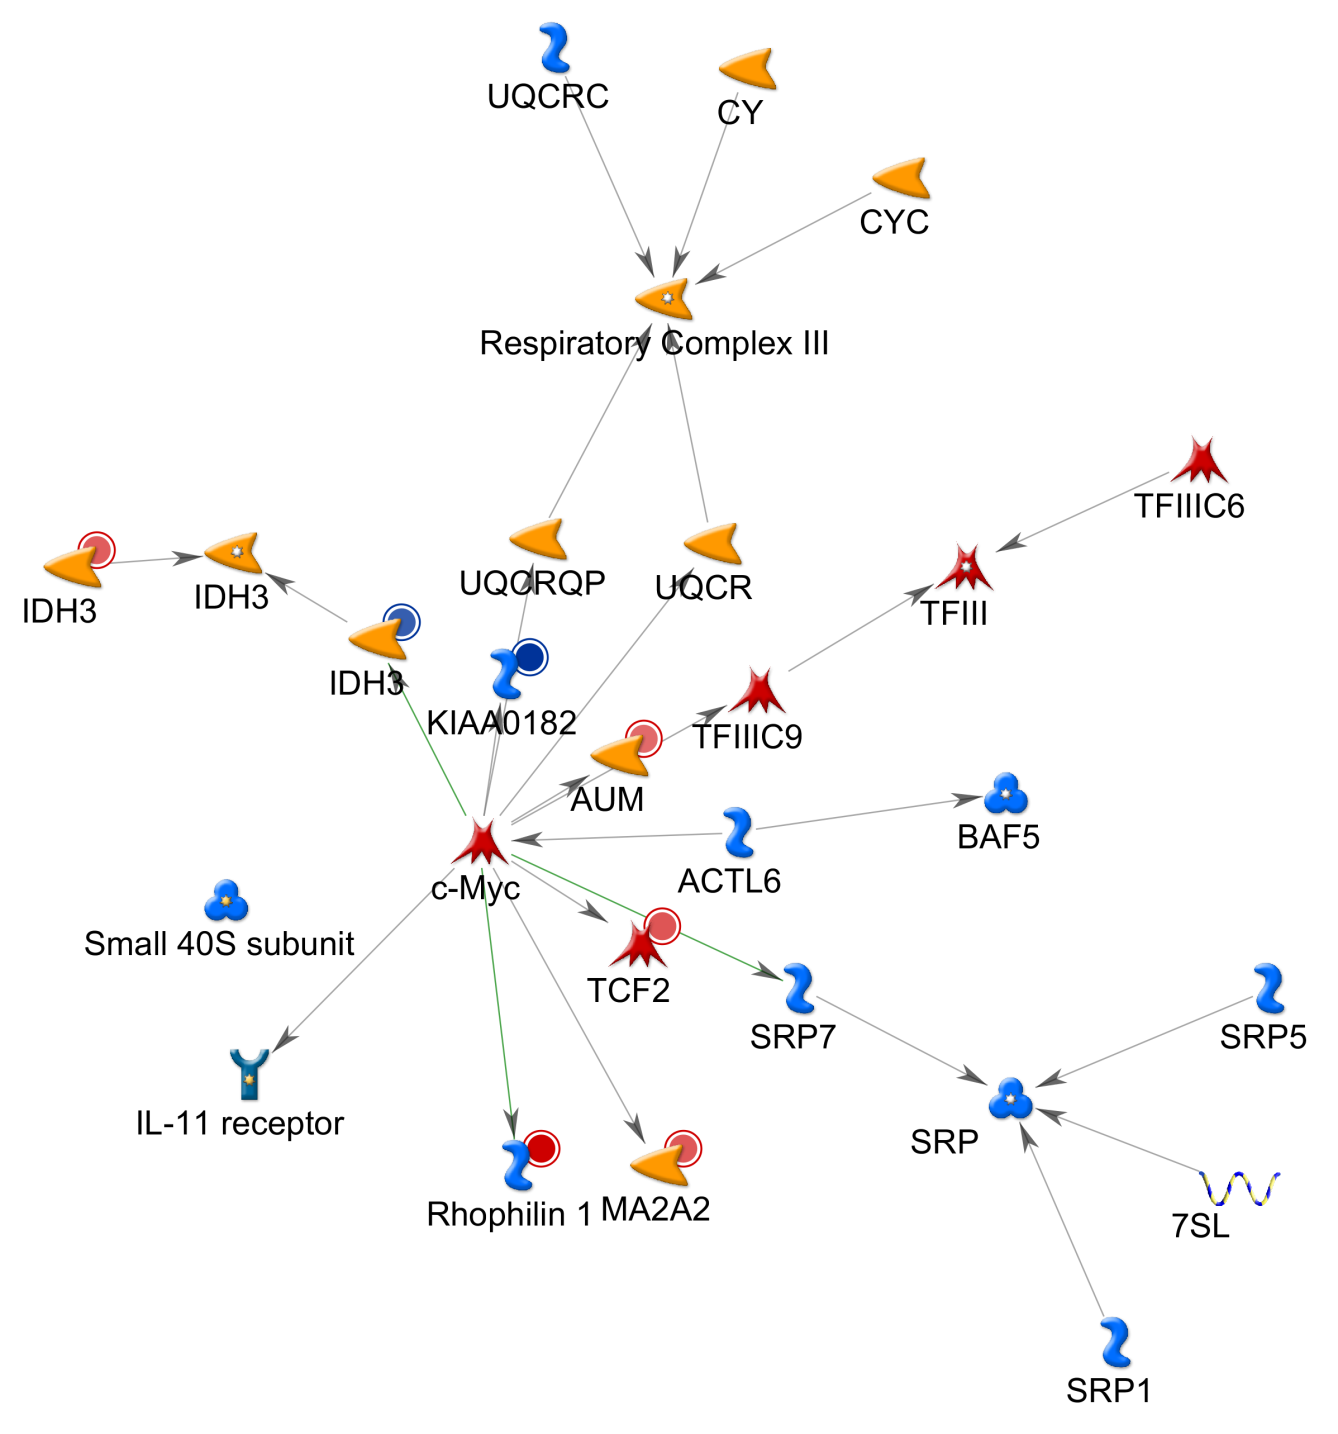 UQCRC
CY
CYC
Respiratory Complex III
TFIIIC6
IDH3
IDH3
UQCRQP
UQCR
TFIII
IDH3
KIAA0182
TFIIIC9
AUM
BAF5
ACTL6
c-Myc
Small 40S subunit
TCF2
SRP7
SRP5
IL-11 receptor
SRP
Rhophilin 1
MA2A2
7SL
SRP1